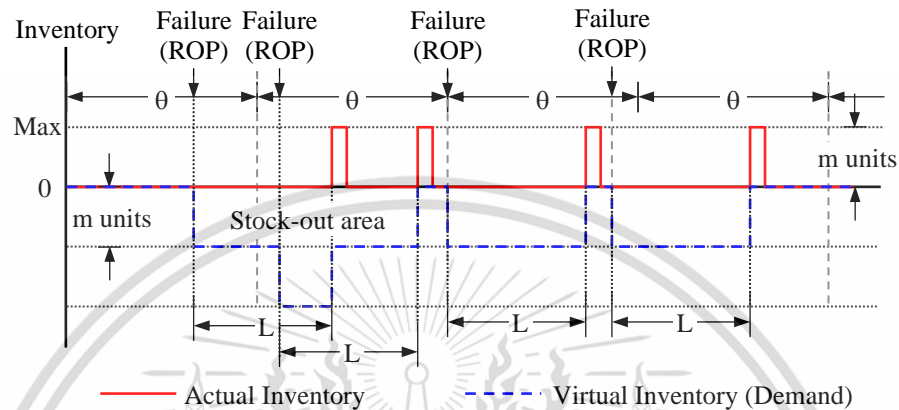 Failure Failure Failure Failure
Inventory (ROP) (ROP) (ROP) (ROP)
θ θ θ θ
Max
m units
0
m units
Stock-out area
L L L
L
Actual Inventory Virtual Inventory (Demand)